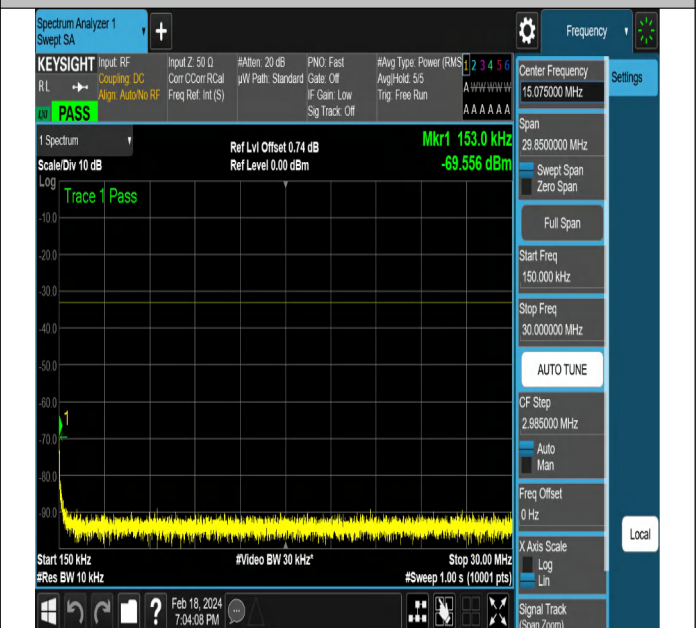 Spectrum Analyzer 1
Swept SA
+
Frequency
KEYSIGHT
RL
LXI
PASS
Input: RF
Coupling: DC
Align: Auto/No RF
Input Z: 50 Ω
Corr CCorr RCal
Freq Ref: Int (S)
#Atten: 20 dB
µW Path: Standard
PNO: Fast
Gate: Off
IF Gain: Low
Sig Track: Off
#Avg Type: Power (RMS
Avg|Hold: 5/5
Trig: Free Run
1 2 3 4 5 6
A W W W W W
A A A A A A
1 Spectrum
Scale/Div 10 dB
Ref Lvl Offset 0.74 dB
Ref Level 0.00 dBm
Mkr1 153.0 kHz
-69.556 dBm
Log
Trace 1 Pass
-10.0
-20.0
-30.0
-40.0
-50.0
-60.0
1
-70.0
-80.0
-90.0
Start 150 kHz
#Res BW 10 kHz
#Video BW 30 kHz*
Stop 30.00 MHz
#Sweep 1.00 s (10001 pts)
?
Feb 18, 2024
7:04:08 PM
Center Frequency
15.075000 MHz
Settings
Span
29.8500000 MHz
Swept Span
Zero Span
Full Span
Start Freq
150.000 kHz
Stop Freq
30.000000 MHz
AUTO TUNE
CF Step
2.985000 MHz
Auto
Man
Freq Offset
0 Hz
Local
X Axis Scale
Log
Lin
Signal Track
(Span Zoom)